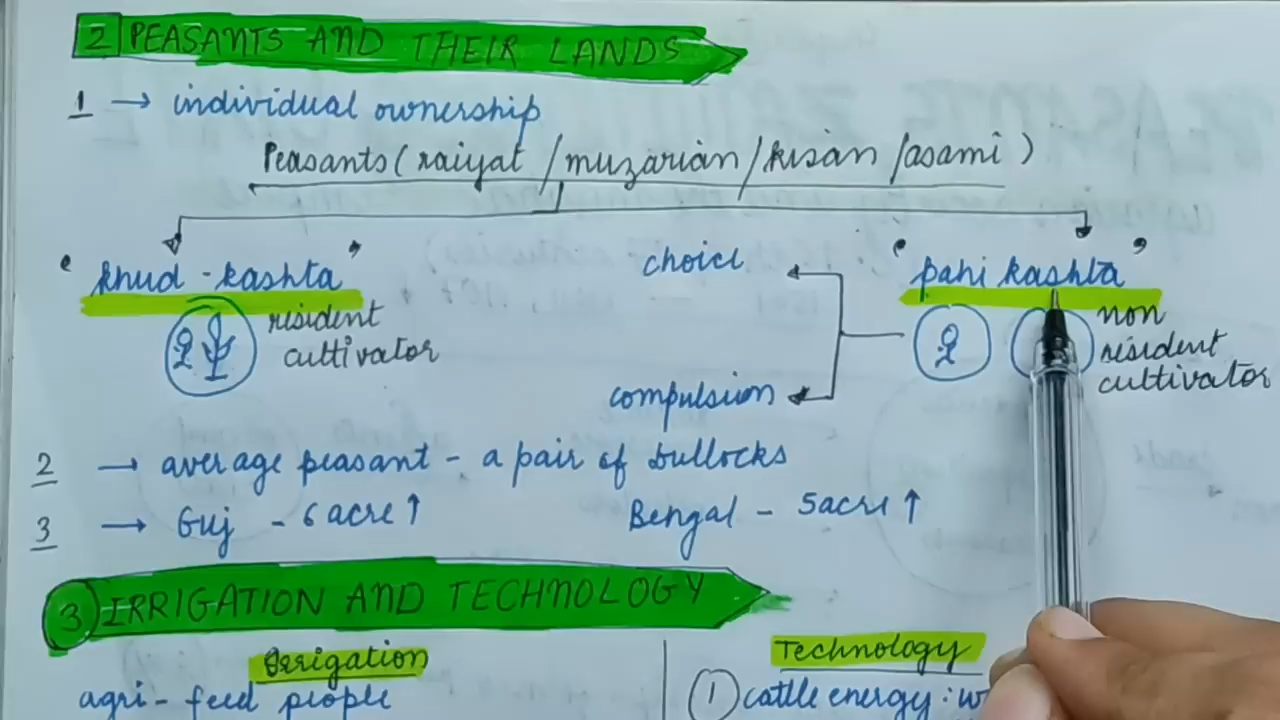 2 PEASANTS AND THEIR LANDS
1 → individual ownership
Peasants (raiyat / muzarian / kisan / asami)
"khud - kashta"
resident
cultivator
choice
compulsion
"pahi kashta"
non
resident
cultivator
2 → average peasant - a pair of bullocks
3 → Guj - 6 acre ↑ Bengal - 5 acre ↑
3 IRRIGATION AND TECHNOLOGY
Irrigation
agri - feed people
Technology
1 cattle energy :